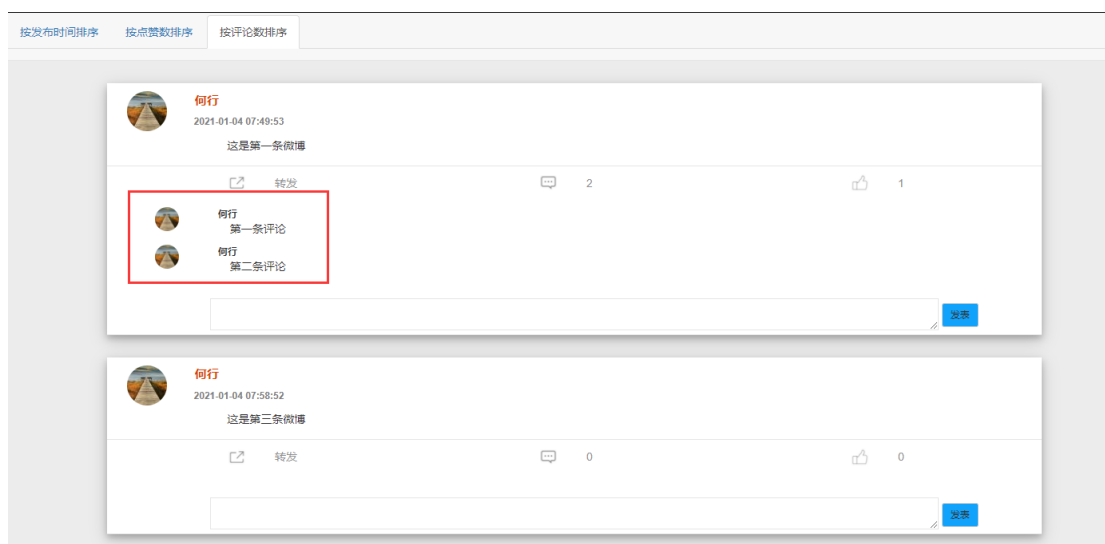 按发布时间排序 按点赞数排序 按评论数排序
何行
2021-01-04 07:49:53
这是第一条微博
转发 2 1
何行
第一条评论
何行
第二条评论
发表
何行
2021-01-04 07:58:52
这是第三条微博
转发 0 0
发表